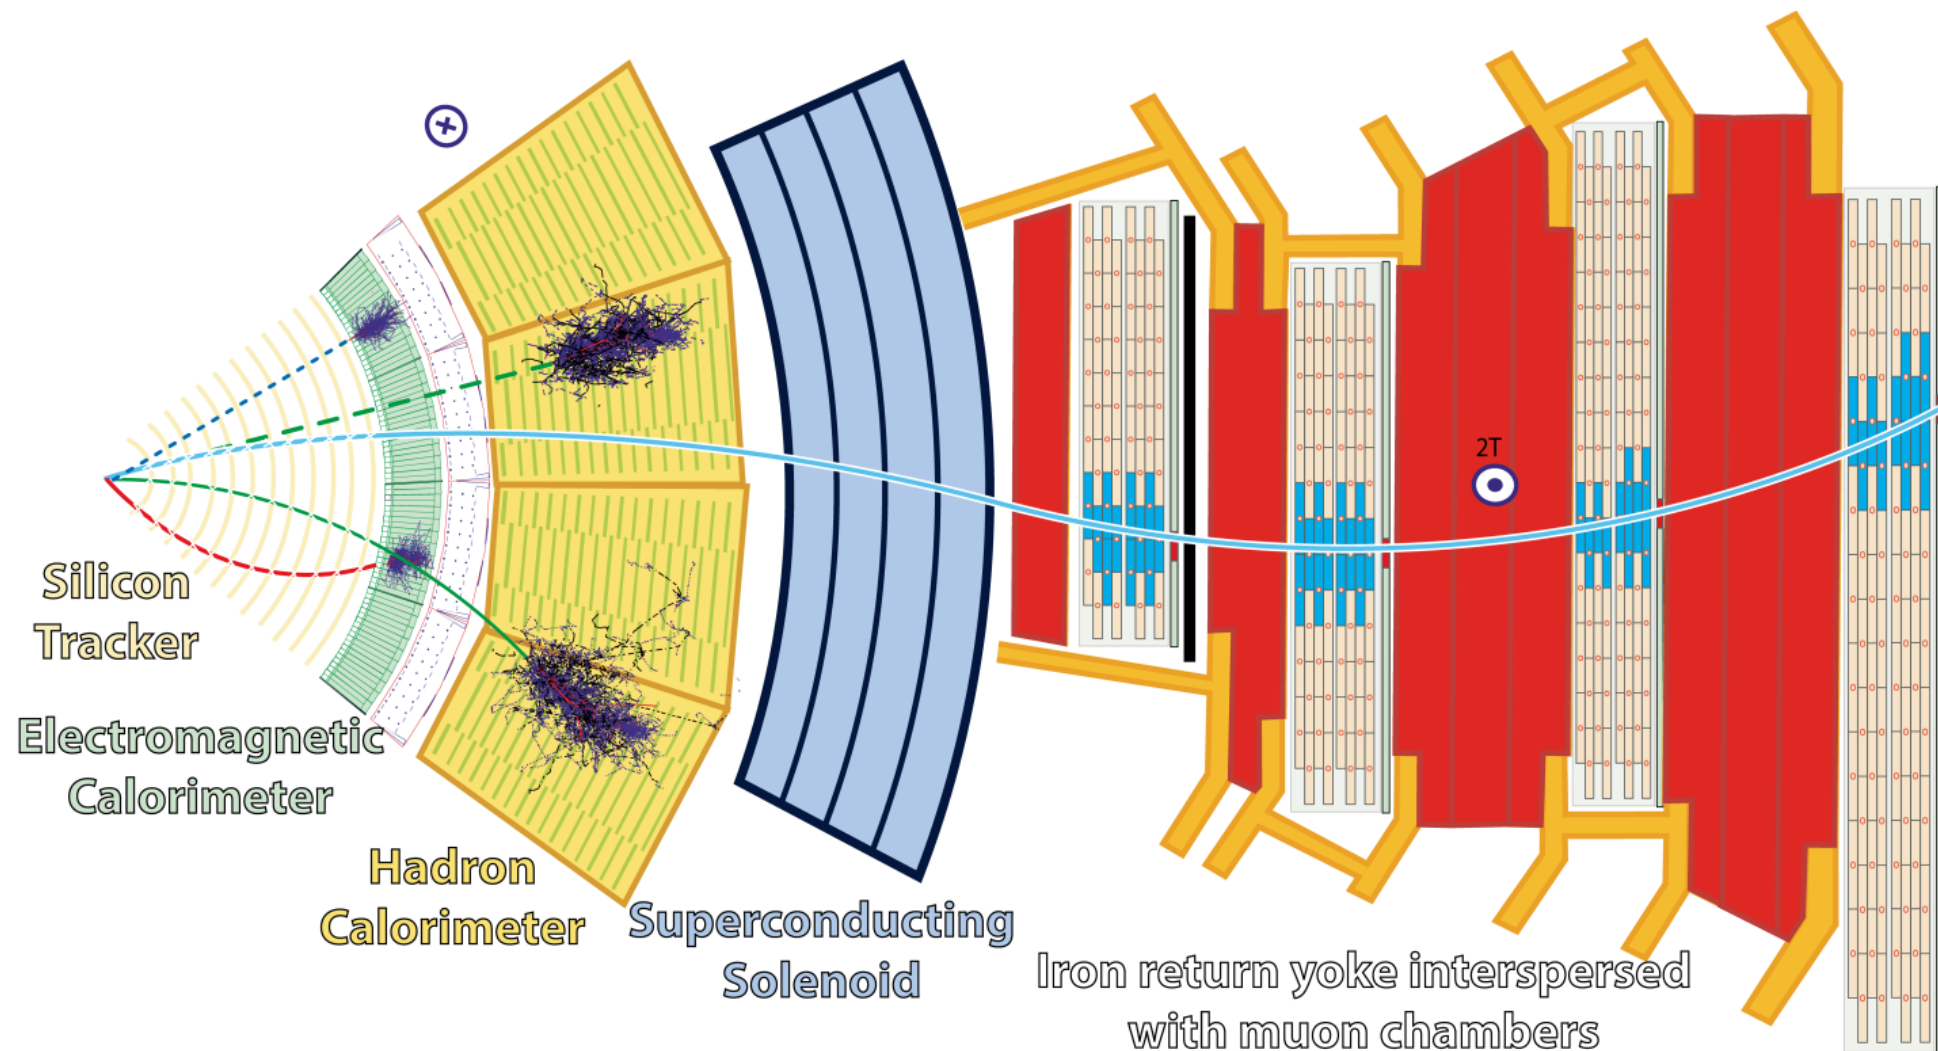 2T
Silicon
Tracker
Electromagnetic
Calorimeter
Hadron
Calorimeter
Superconducting
Solenoid
Iron return yoke interspersed
with muon chambers